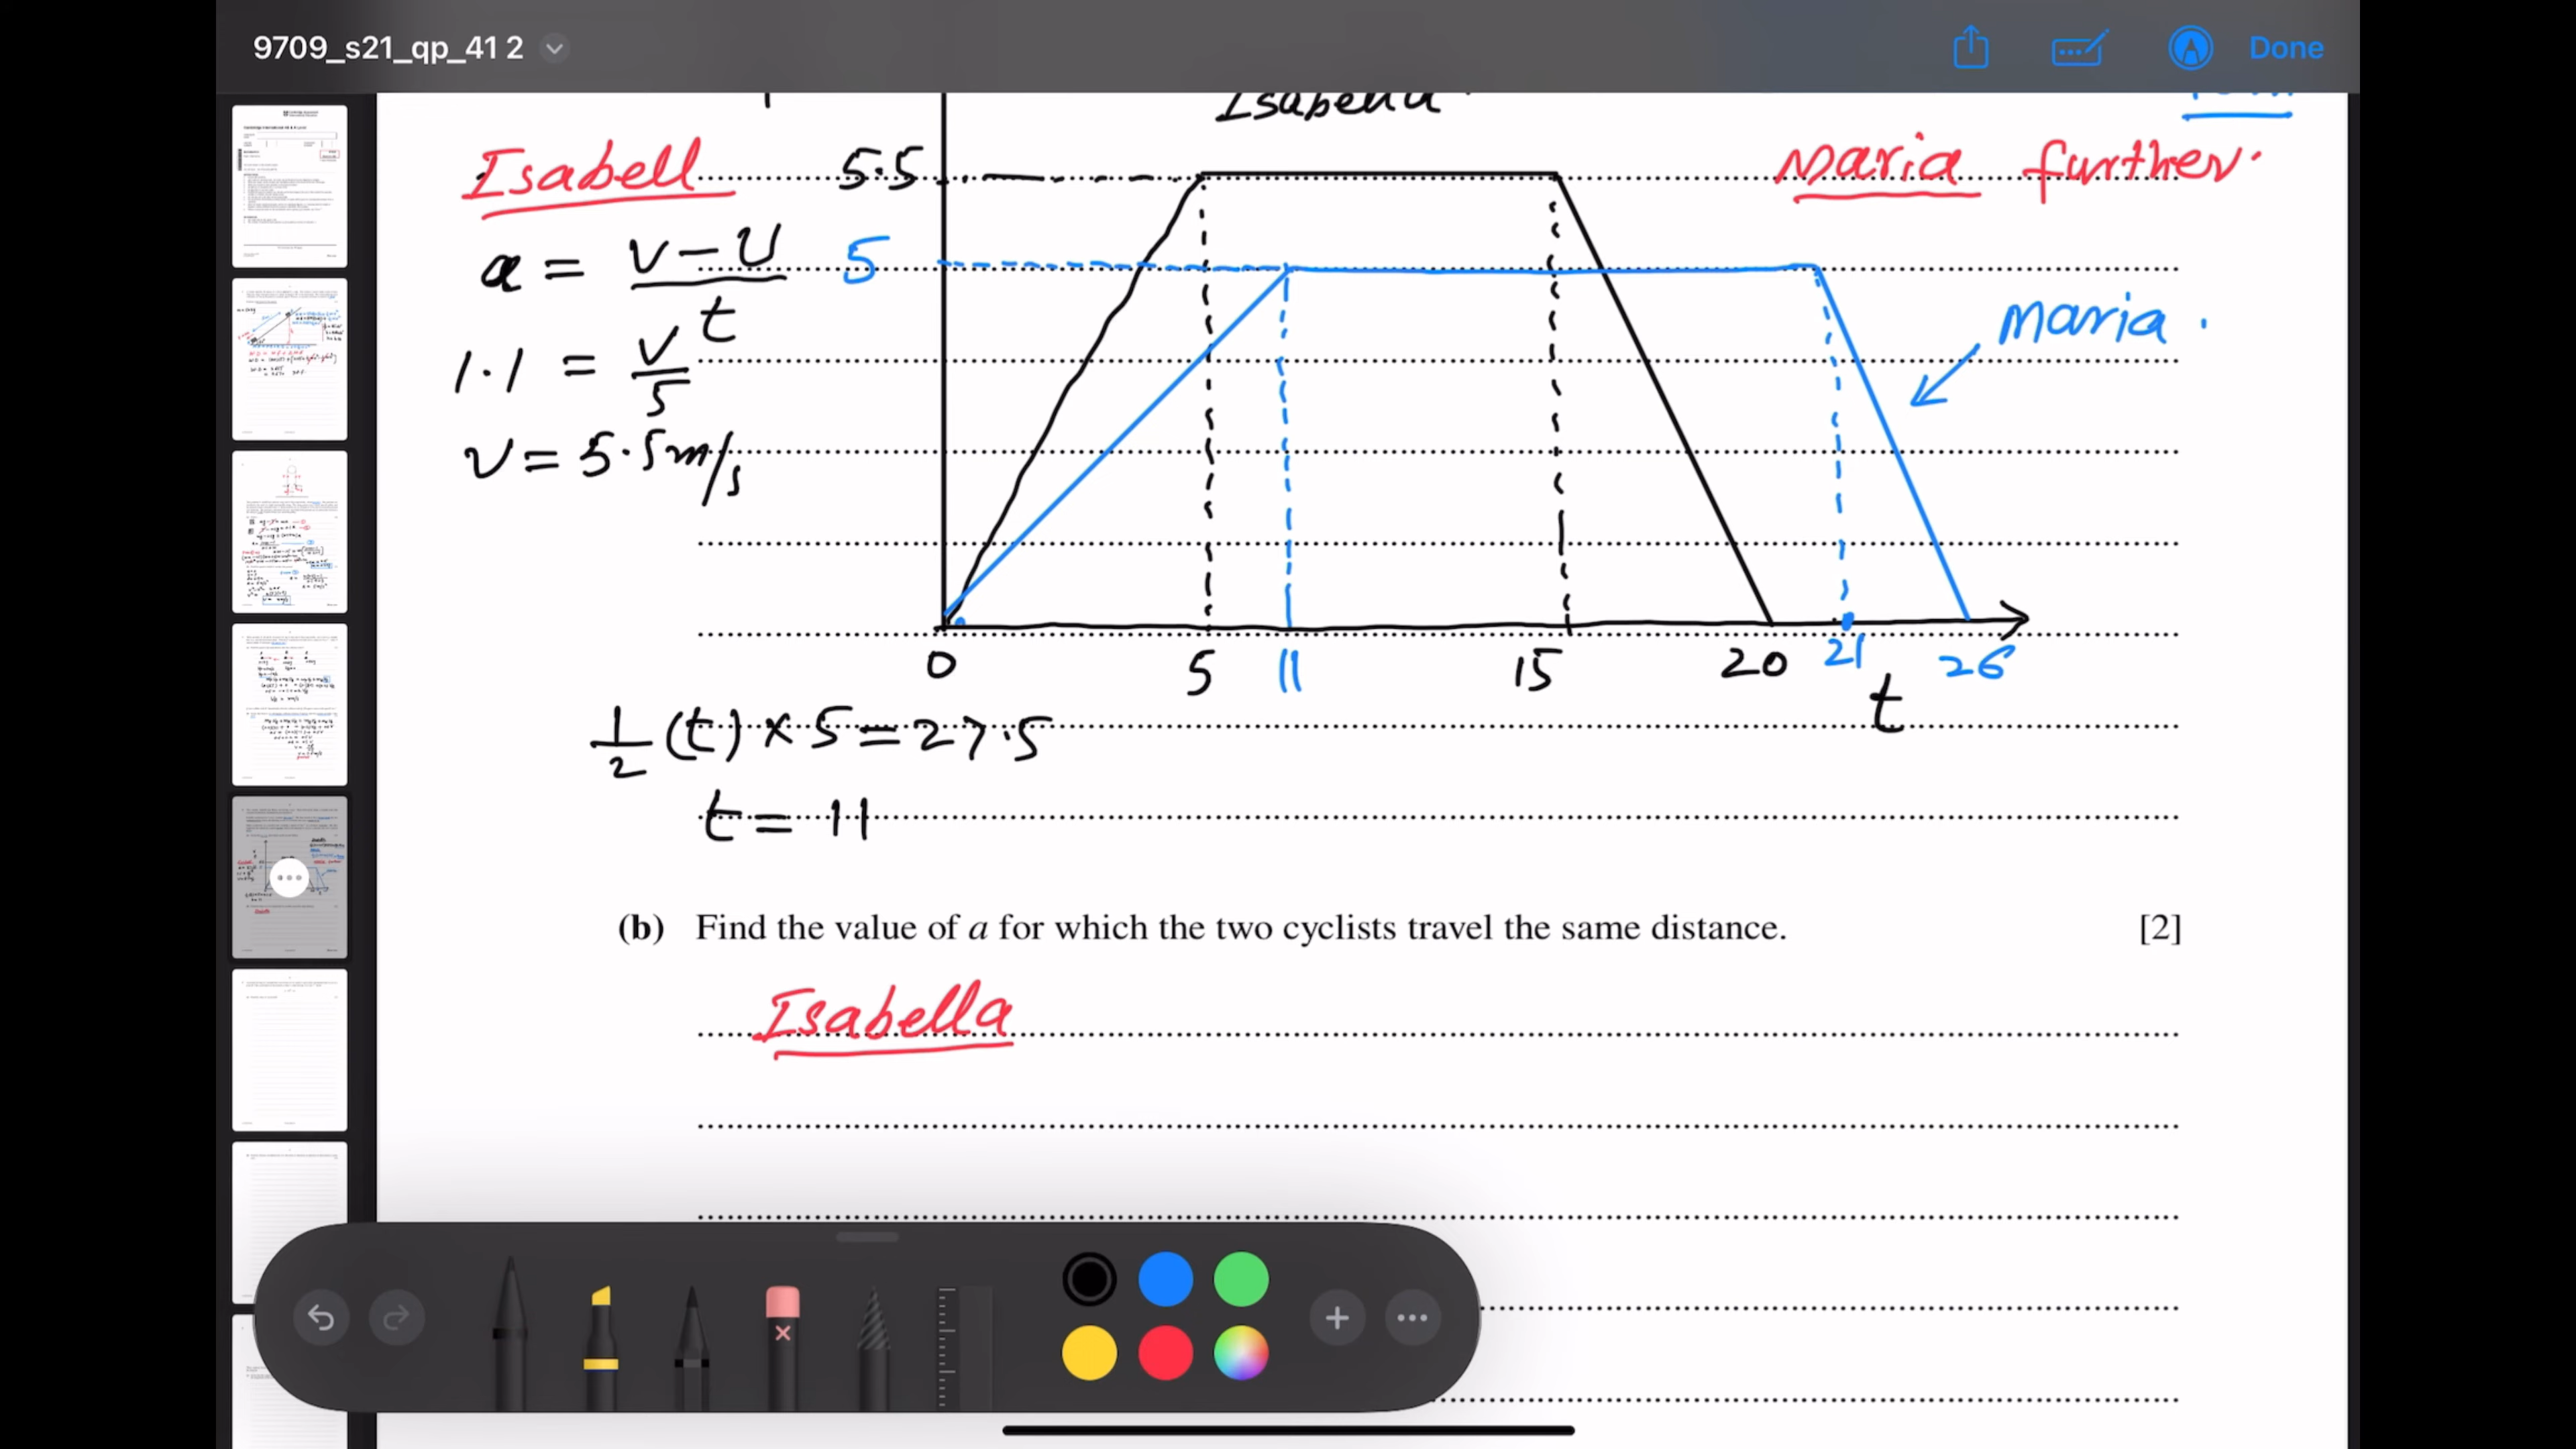 9709_s21_qp_41 2
Done
Isabella
Isabell
5.5
Maria further.
a = v - U / t
5
Maria.
1.1 = v / 5
v = 5.5 m/s
0 5 11 15 20 21 26
t
1/2 (t) × 5 = 27.5
t = 11
(b) Find the value of a for which the two cyclists travel the same distance. [2]
Isabella